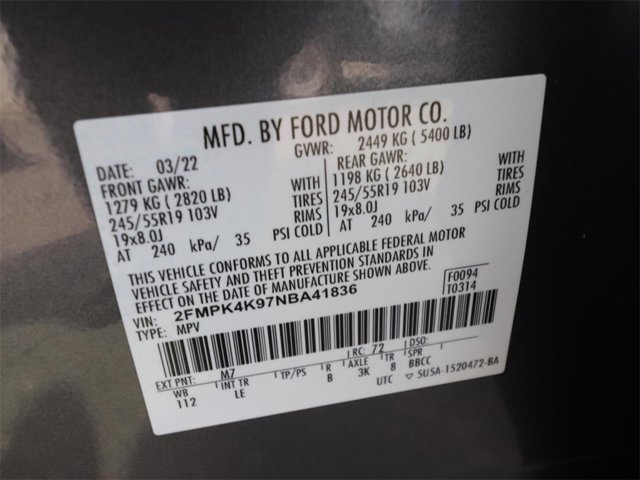 MFD. BY FORD MOTOR CO.
DATE: 03/22 GVWR: 2449 KG ( 5400 LB)
FRONT GAWR: REAR GAWR:
1279 KG ( 2820 LB) WITH 1198 KG ( 2640 LB) WITH
245/55R19 103V TIRES 245/55R19 103V TIRES
19x8.0J RIMS 19x8.0J RIMS
AT 240 kPa/ 35 PSI COLD AT 240 kPa/ 35 PSI COLD
THIS VEHICLE CONFORMS TO ALL APPLICABLE FEDERAL MOTOR
VEHICLE SAFETY AND THEFT PREVENTION STANDARDS IN
EFFECT ON THE DATE OF MANUFACTURE SHOWN ABOVE.
VIN: 2FMPK4K97NBA41836 F0094
TYPE: MPV T0314
EXT PNT: M7 RC: 72 DSO:
WB INT TR TP/PS R AXLE TR SPR
112 LE B 3K 8 BBCC
UTC 5U5A-1520472-BA